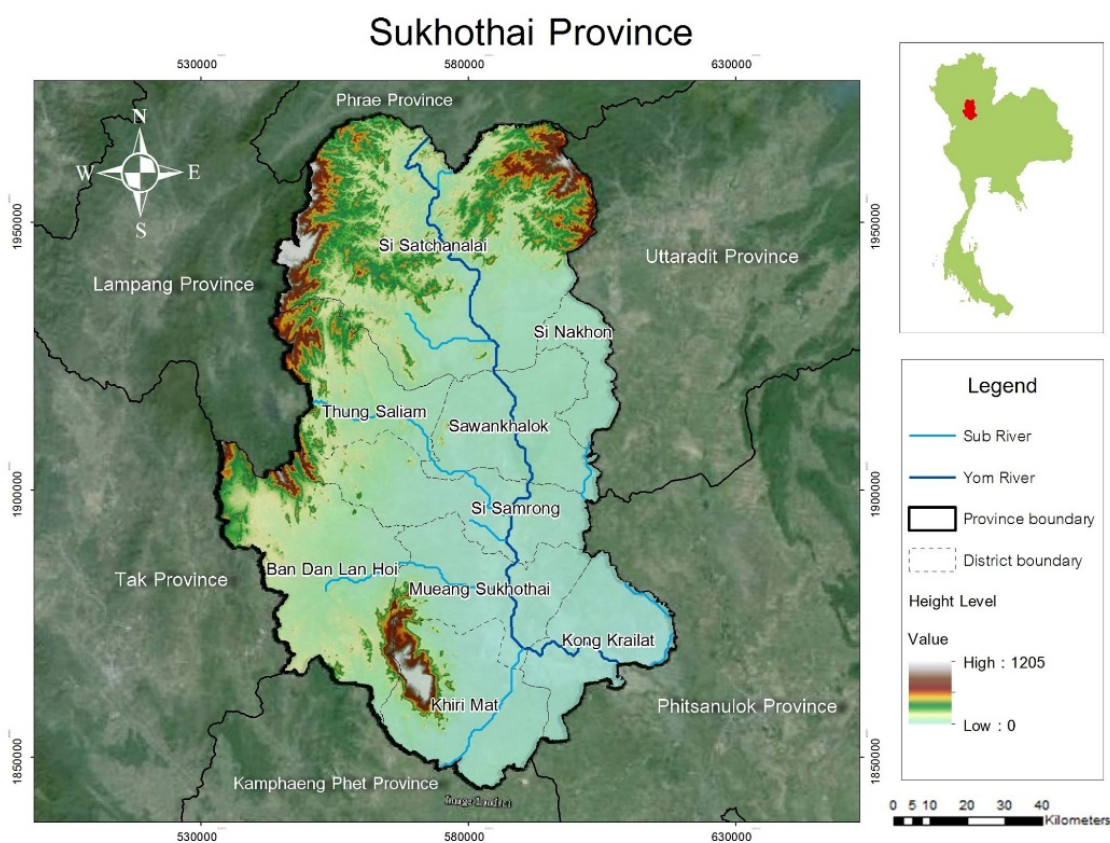 Sukhothai Province
530000
580000
630000
Phrae Province
N
W
E
S
1950000
1950000
Si Satchanalai
Uttaradit Province
Lampang Province
Si Nakhon
Thung Saliam
Sawankhalok
1900000
1900000
Si Samrong
Tak Province
Ban Dan Lan Hoi
Mueang Sukhothai
Kong Krailat
Khiri Mat
Phitsanulok Province
1850000
1850000
Kamphaeng Phet Province
530000
580000
630000
Legend
Sub River
Yom River
Province boundary
District boundary
Height Level
Value
High : 1205
Low : 0
0 5 10 20 30 40
Kilometers